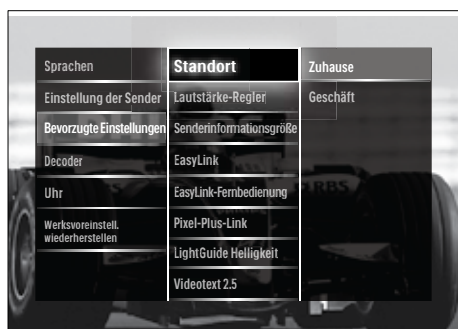 Sprachen
Einstellung der Sender
Bevorzugte Einstellungen
Decoder
Uhr
Werksvoreinstell.
wiederherstellen
Standort
Lautstärke-Regler
Senderinformationsgröße
EasyLink
EasyLink-Fernbedienung
Pixel-Plus-Link
LightGuide Helligkeit
Videotext 2.5
Zuhause
Geschäft
RBS